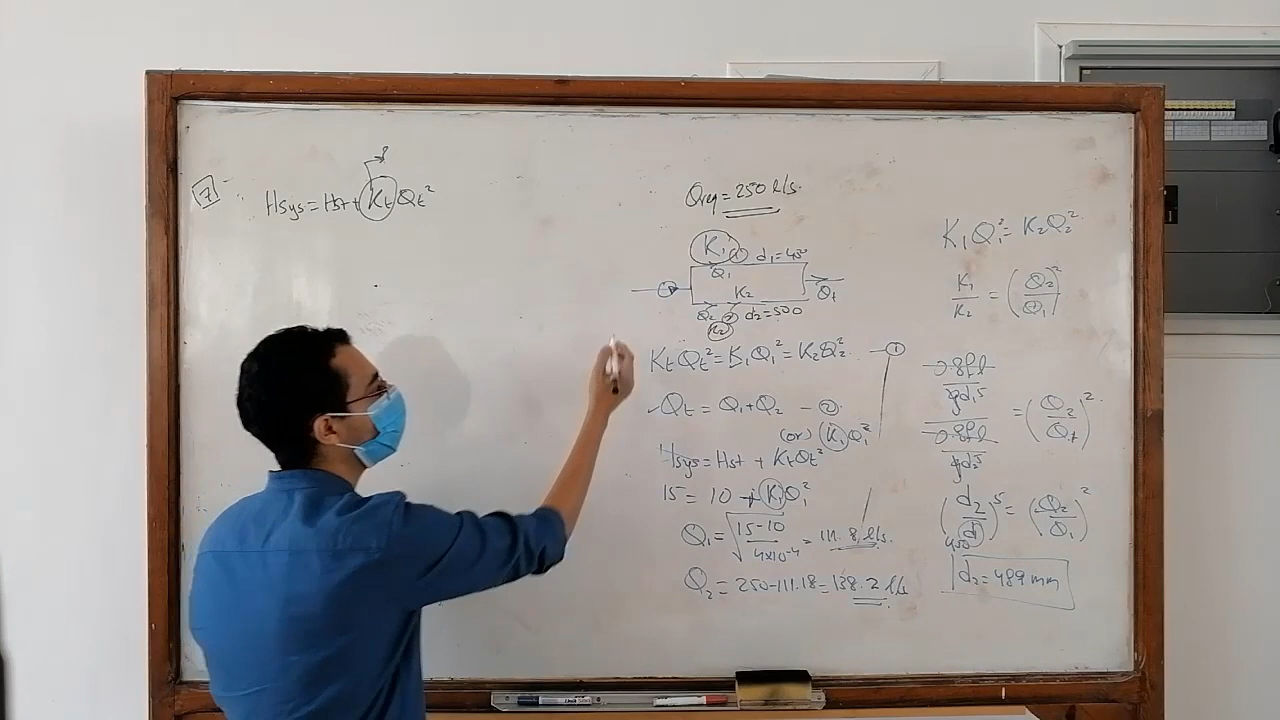 7
Hsys = Hst + Kt Qt²
Qreq = 250 l/s.
K₁ ① d₁ = 450
Q₁
K₂
Qt
Q₂ ② d₂ = 500
K₂
Kt Qt² = K₁ Q₁² = K₂ Q₂² — ①
Qt = Q₁ + Q₂ — ②
(or) K₁ Q₁²
Hsys = Hst + Kt Qt²
15 = 10 + K₁ Q₁²
Q₁ = √(15-10 / 4x10⁻⁴) = 111.8 l/s.
Q₂ = 250-111.18 = 138.2 l/s
K₁ Q₁² = K₂ Q₂²
K₁/K₂ = (Q₂/Q₁)²
0.8fl / gd₁⁵
0.8fl / gd₂⁵
= (Q₂/Q₁)²
(d₂/d₁)⁵ = (Q₂/Q₁)²
450
d₂ = 489 mm